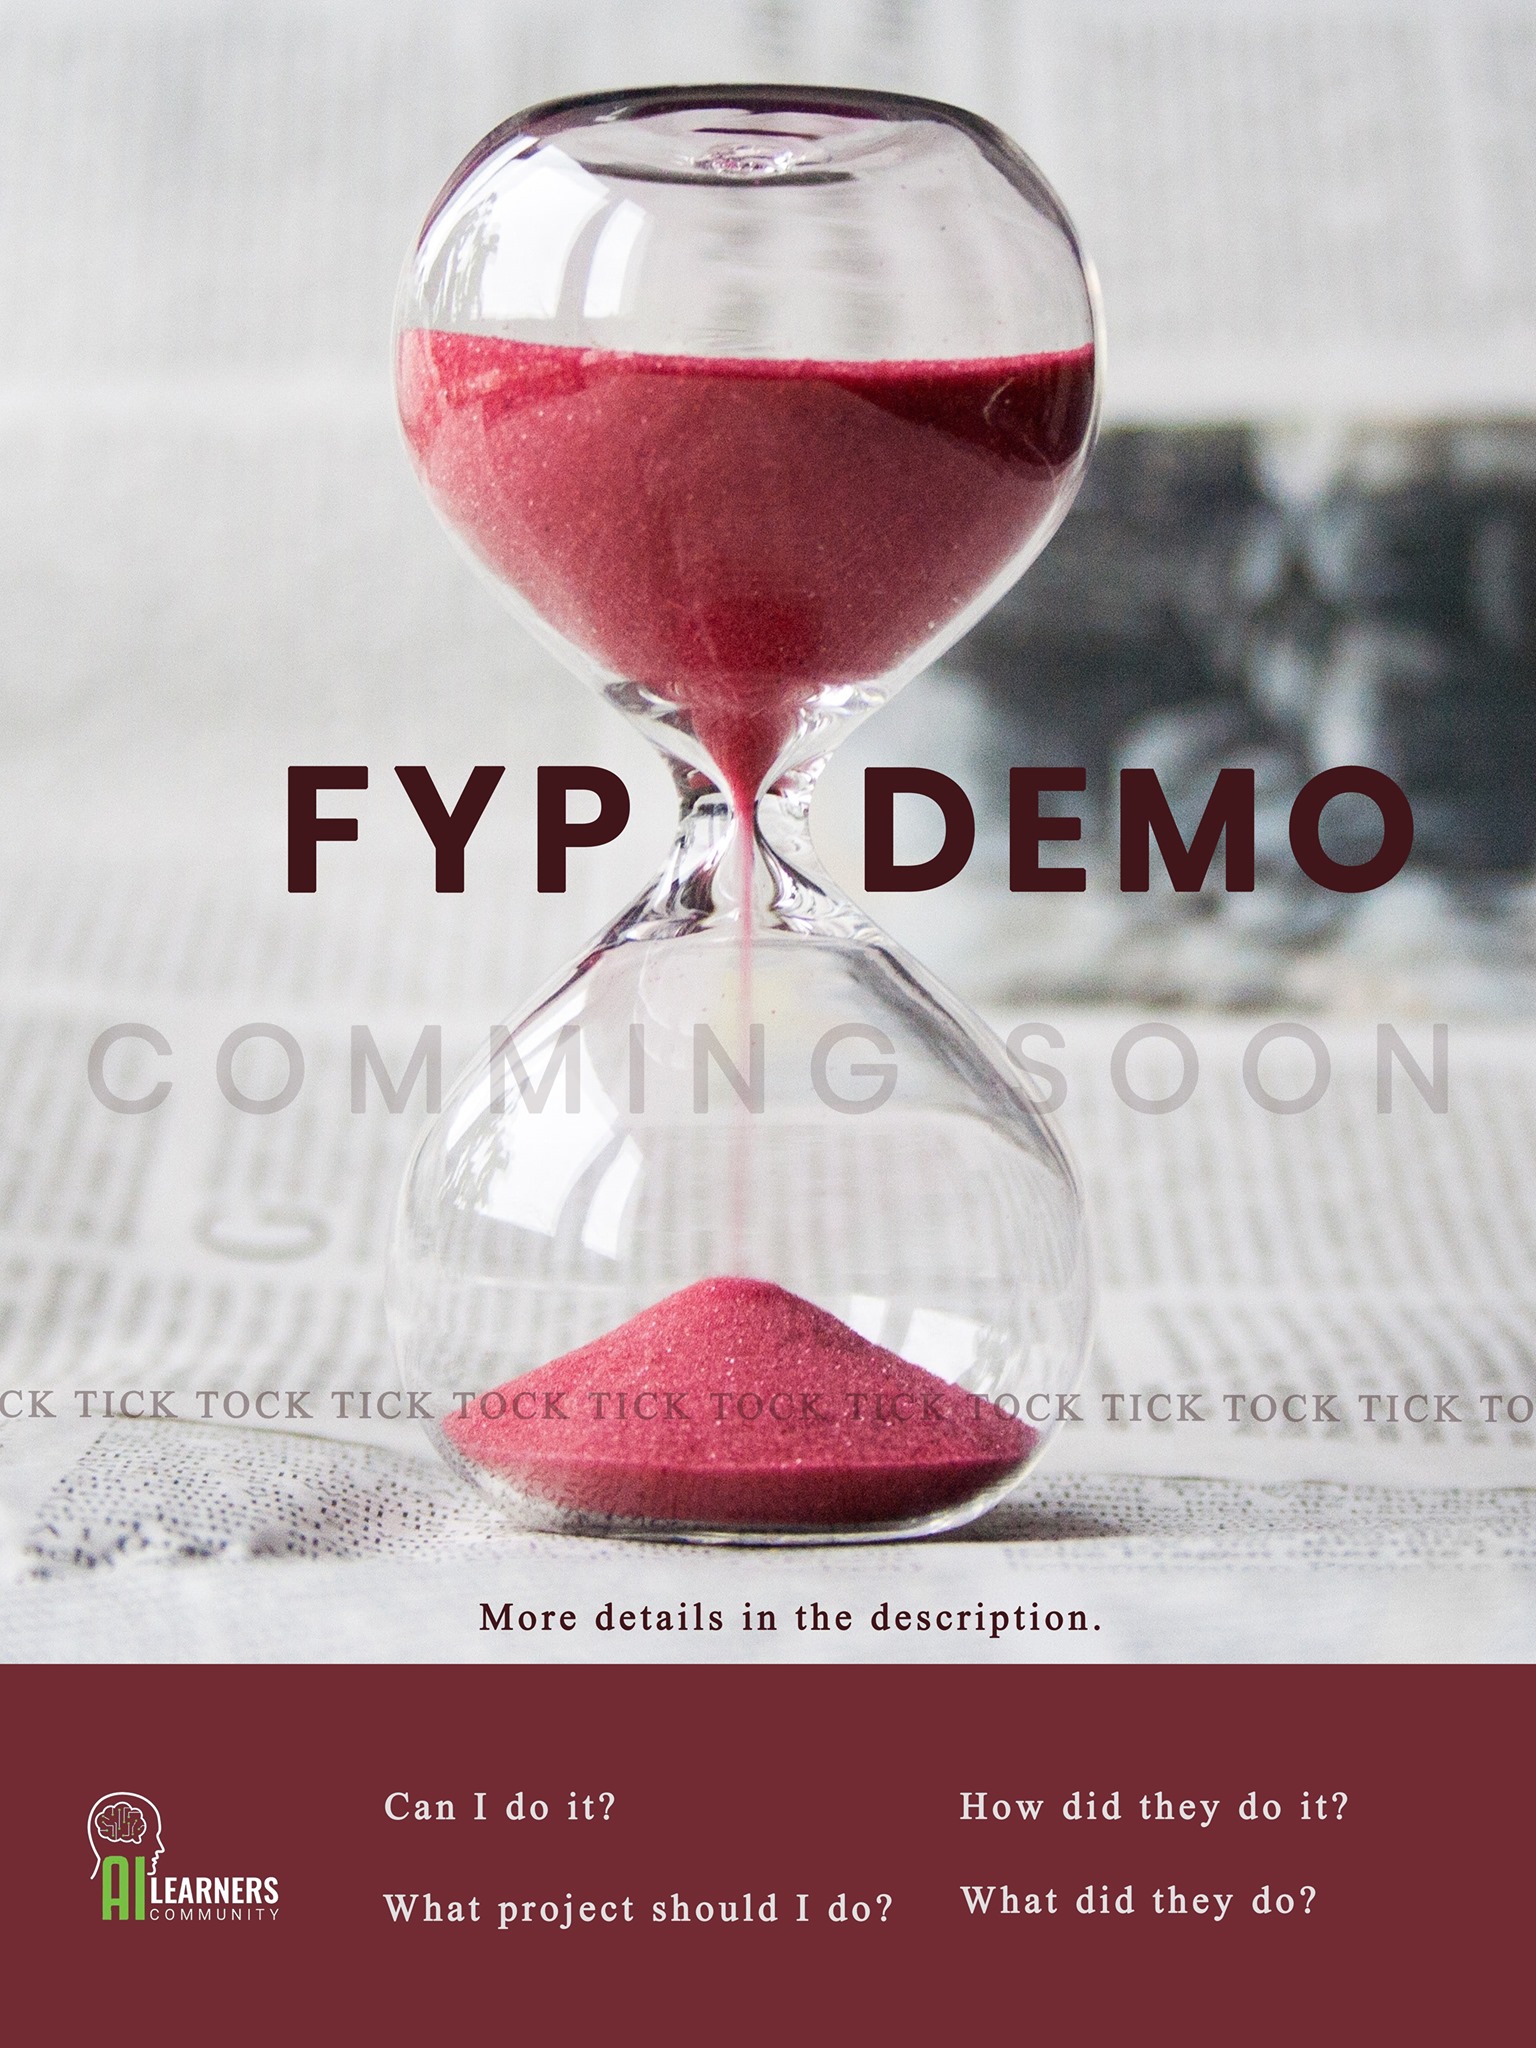 FYP DEMO
COMMING SOON
CK TICK TOCK TICK TOCK TICK TOCK TICK TOCK TICK TOCK TICK TO
More details in the description.
Can I do it?
What project should I do?
How did they do it?
What did they do?
AI LEARNERS
COMMUNITY